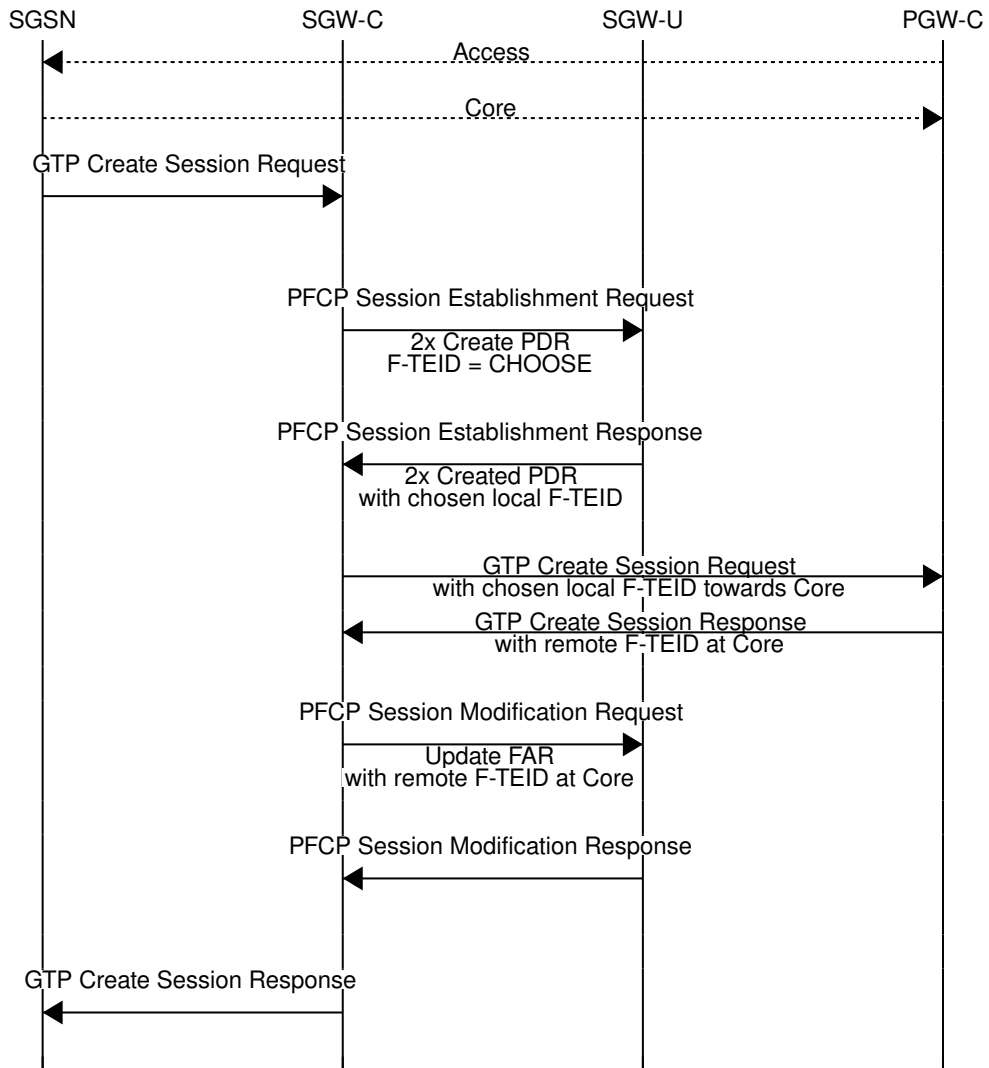 SGSN
SGW-C
SGW-U
PGW-C
Access
Core
GTP Create Session Request
PFCP Session Establishment Request
2x Create PDR
F-TEID = CHOOSE
PFCP Session Establishment Response
2x Created PDR
with chosen local F-TEID
GTP Create Session Request
with chosen local F-TEID towards Core
GTP Create Session Response
with remote F-TEID at Core
PFCP Session Modification Request
Update FAR
with remote F-TEID at Core
PFCP Session Modification Response
GTP Create Session Response